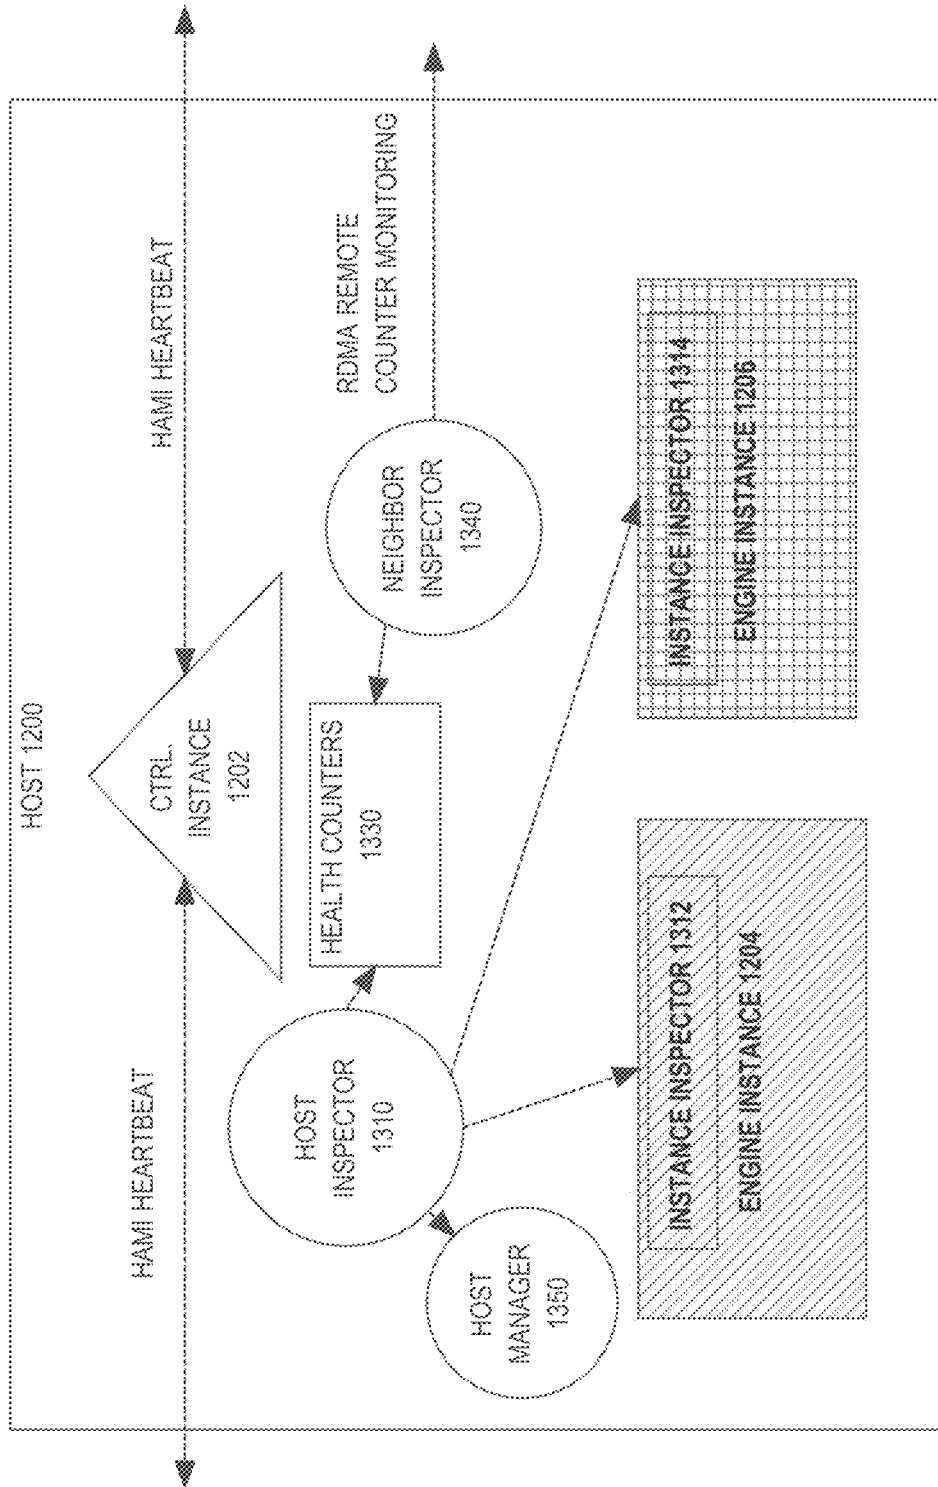 HOST 1200
HAMI HEARTBEAT
HAMI HEARTBEAT
CTRL.
INSTANCE
1202
HOST
INSPECTOR
1310
HEALTH COUNTERS
1330
NEIGHBOR
INSPECTOR
1340
RDMA REMOTE
COUNTER MONITORING
HOST
MANAGER
1350
INSTANCE INSPECTOR 1312
ENGINE INSTANCE 1204
INSTANCE INSPECTOR 1314
ENGINE INSTANCE 1206